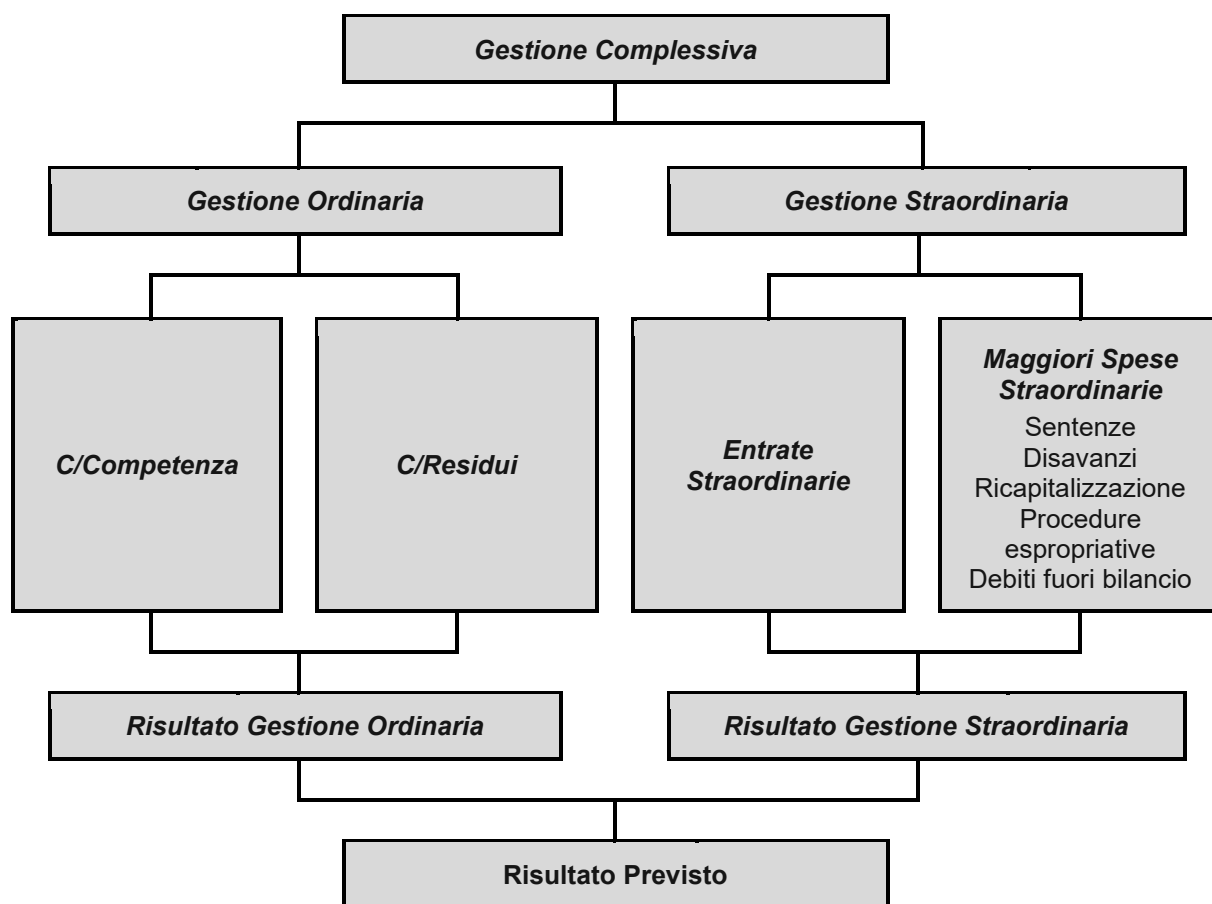 Gestione Complessiva
Gestione Ordinaria
Gestione Straordinaria
C/Competenza
C/Residui
Entrate
Straordinarie
Maggiori Spese
Straordinarie
Sentenze
Disavanzi
Ricapitalizzazione
Procedure
espropriative
Debiti fuori bilancio
Risultato Gestione Ordinaria
Risultato Gestione Straordinaria
Risultato Previsto